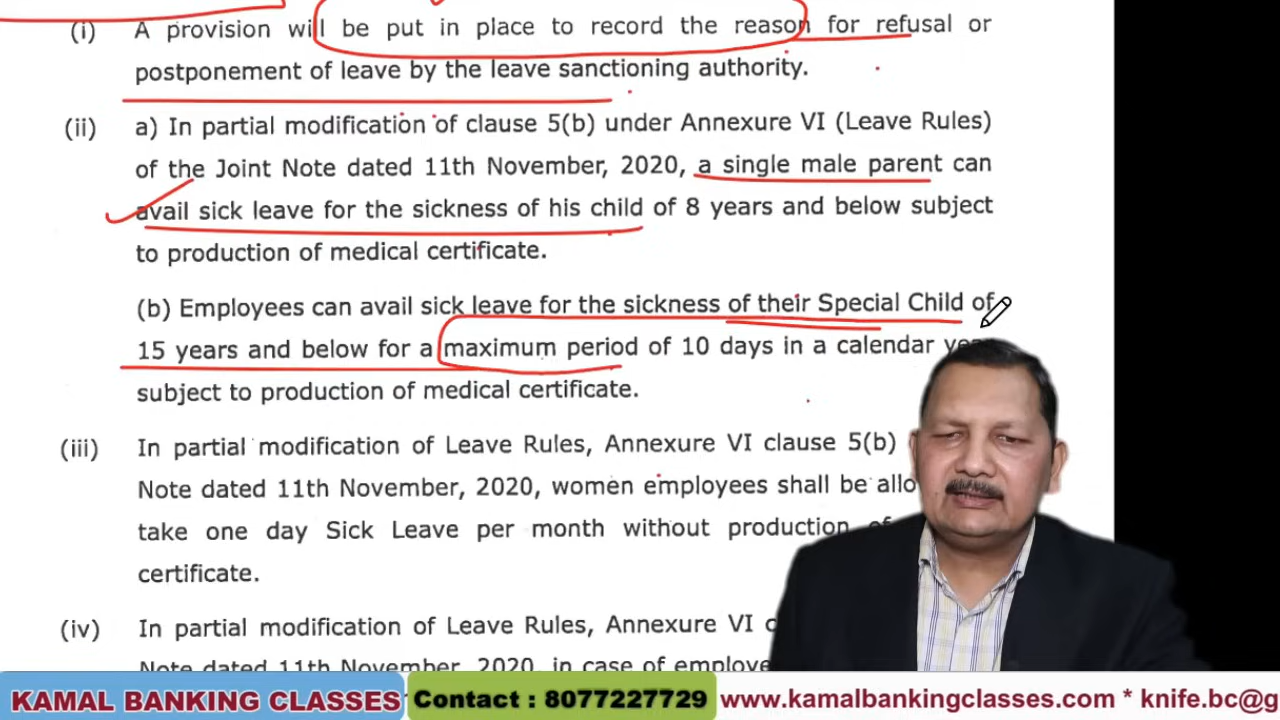 (i) A provision will be put in place to record the reason for refusal or
postponement of leave by the leave sanctioning authority.
(ii) a) In partial modification of clause 5(b) under Annexure VI (Leave Rules)
of the Joint Note dated 11th November, 2020, a single male parent can
avail sick leave for the sickness of his child of 8 years and below subject
to production of medical certificate.
(b) Employees can avail sick leave for the sickness of their Special Child of
15 years and below for a maximum period of 10 days in a calendar
subject to production of medical certificate.
(iii) In partial modification of Leave Rules, Annexure VI clause 5(b)
Note dated 11th November, 2020, women employees shall be
take one day Sick Leave per month without production
certificate.
(iv) In partial modification of Leave Rules, Annexure VI
Note dated 11th November, 2020, in case of
KAMAL BANKING CLASSES Contact : 8077227729 www.kamalbankingclasses.com * knife.bc@g